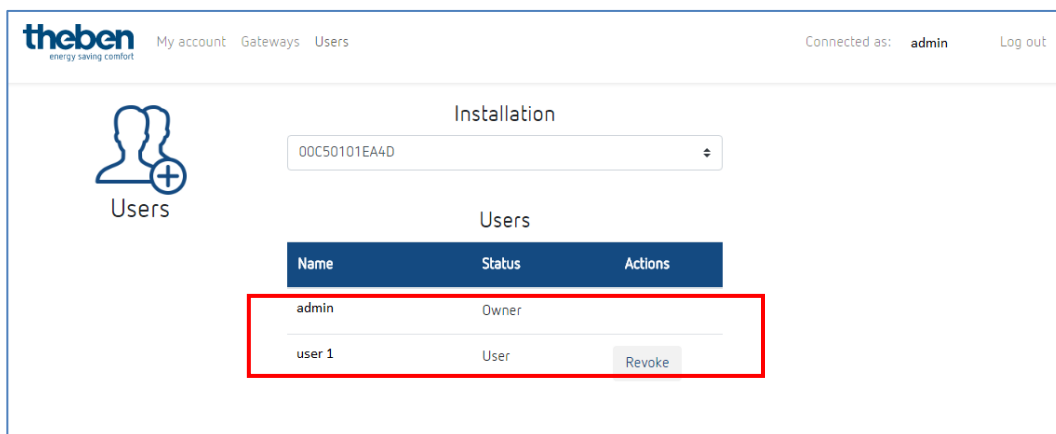 theben
energy saving comfort
My account Gateways Users
Connected as: admin Log out
Installation
00C50101EA4D
Users
Users
Name Status Actions
admin Owner
user 1 User Revoke